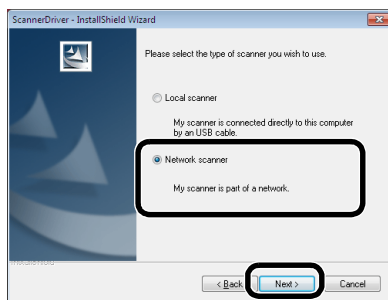 ScannerDriver - InstallShield Wizard
Please select the type of scanner you wish to use.
Local scanner
My scanner is connected directly to this computer
by an USB cable.
Network scanner
My scanner is part of a network.
InstallShield
< Back
Next >
Cancel